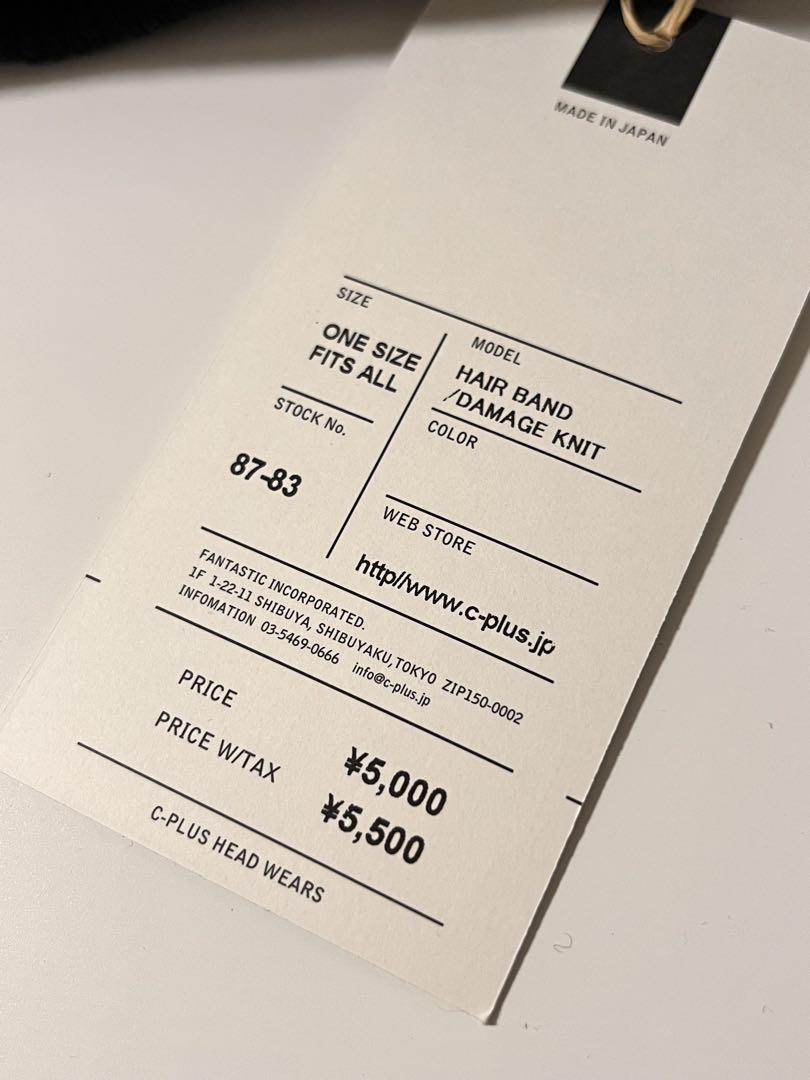 MADE IN JAPAN
SIZE
ONE SIZE
FITS ALL
MODEL
HAIR BAND
/DAMAGE KNIT
STOCK No.
87-83
COLOR
WEB STORE
http//www.c-plus.jp
FANTASTIC INCORPORATED.
1F 1-22-11 SHIBUYA, SHIBUYAKU,TOKYO ZIP150-0002
INFOMATION 03-5469-0666 info@c-plus.jp
PRICE ¥5,000
PRICE W/TAX ¥5,500
C-PLUS HEAD WEARS